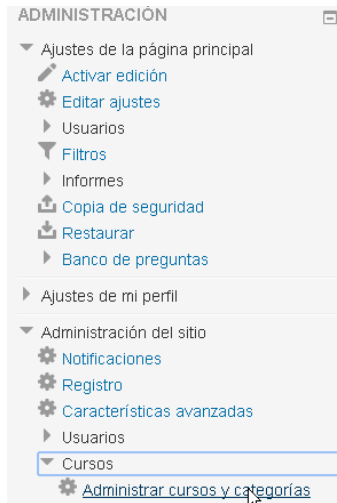 ADMINISTRACIÓN
Ajustes de la página principal
Activar edición
Editar ajustes
Usuarios
Filtros
Informes
Copia de seguridad
Restaurar
Banco de preguntas
Ajustes de mi perfil
Administración del sitio
Notificaciones
Registro
Características avanzadas
Usuarios
Cursos
Administrar cursos y categorías